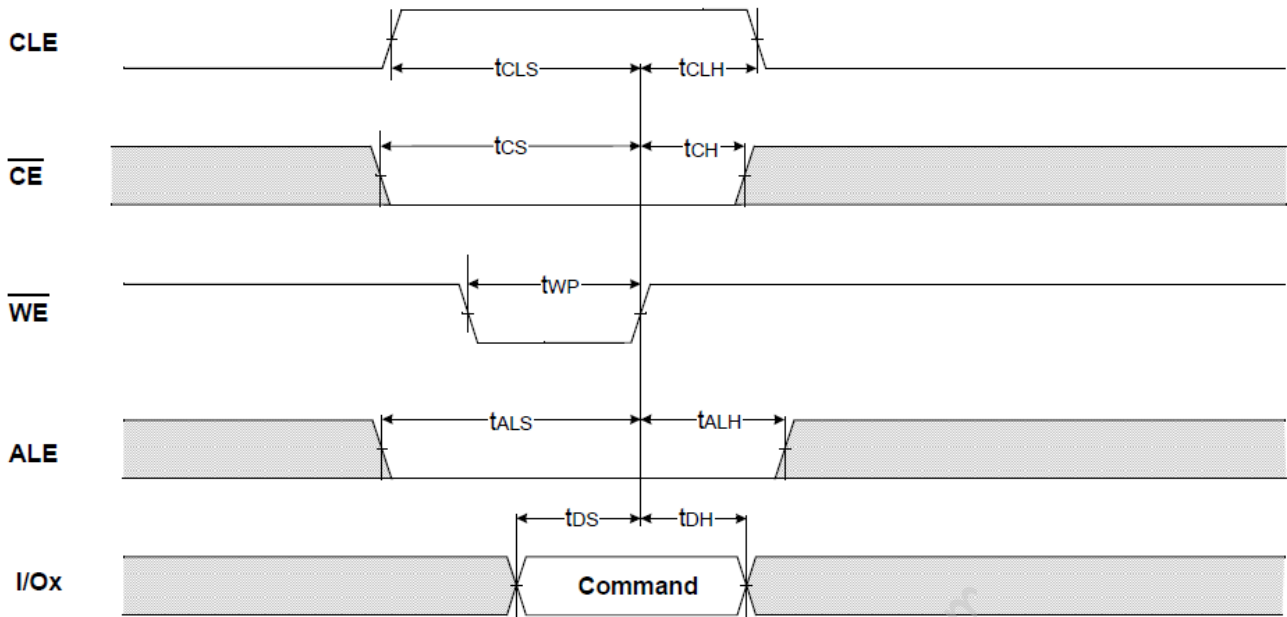 CLE
tCLS
tCLH
CE
tCS
tCH
WE
tWP
ALE
tALS
tALH
I/Ox
tDS
tDH
Command